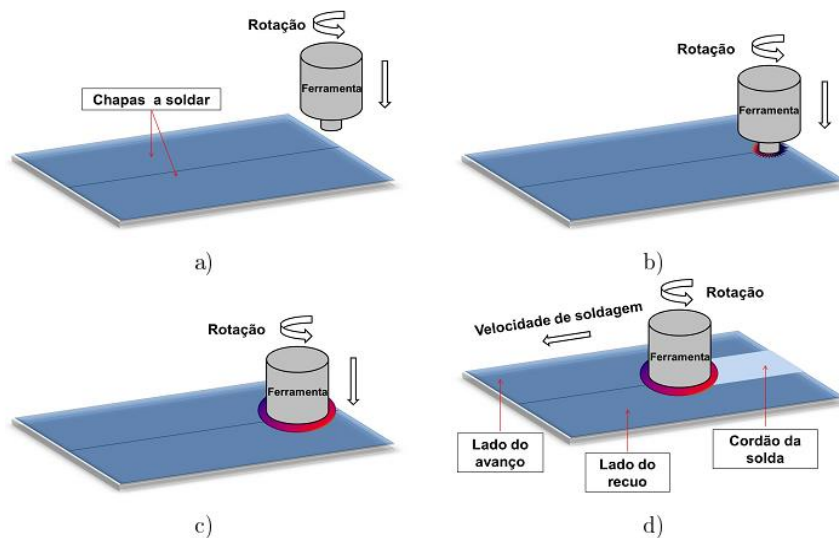 Rotação
Ferramenta
Chapas a soldar
a)
Rotação
Ferramenta
b)
Rotação
Ferramenta
c)
Rotação
Velocidade de soldagem
Ferramenta
Lado do
avanço
Lado do
recuo
Cordão da
solda
d)